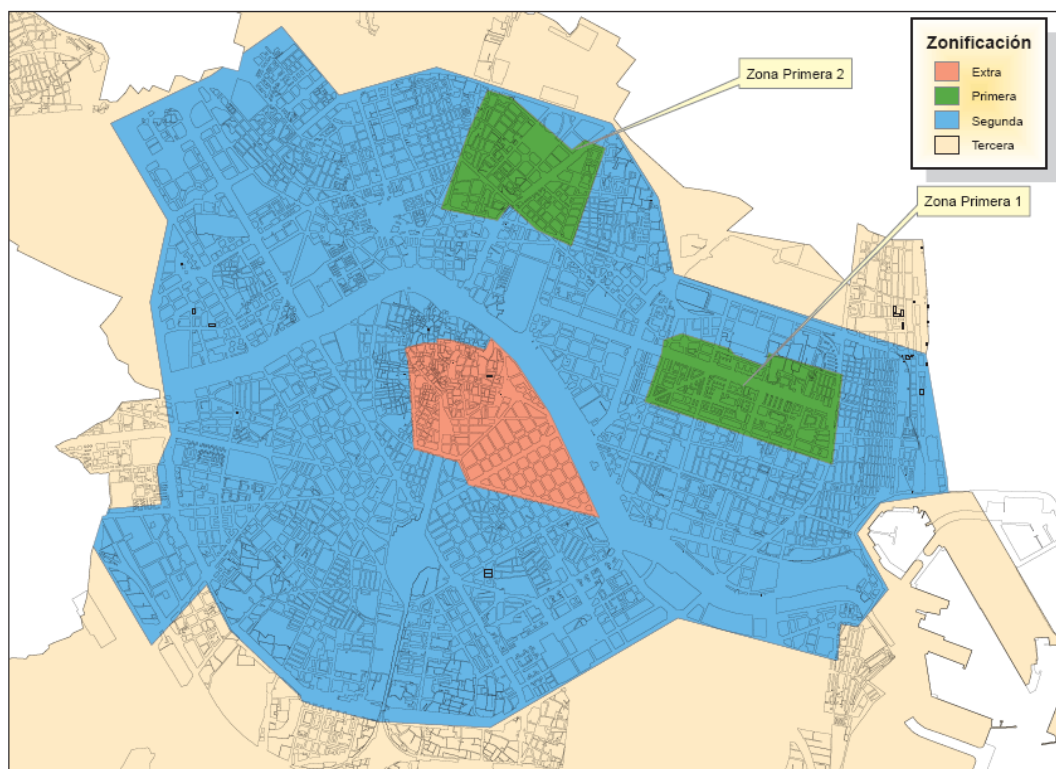 Zonificación
Extra
Primera
Segunda
Tercera
Zona Primera 2
Zona Primera 1